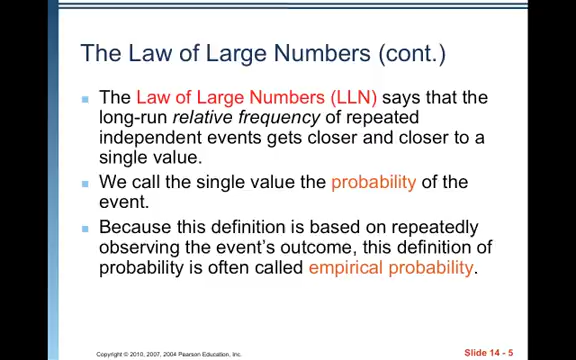 The Law of Large Numbers (cont.)
The Law of Large Numbers (LLN) says that the
long-run relative frequency of repeated
independent events gets closer and closer to a
single value.
We call the single value the probability of the
event.
Because this definition is based on repeatedly
observing the event's outcome, this definition of
probability is often called empirical probability.
Copyright © 2010, 2007, 2004 Pearson Education, Inc.
Slide 14 - 5